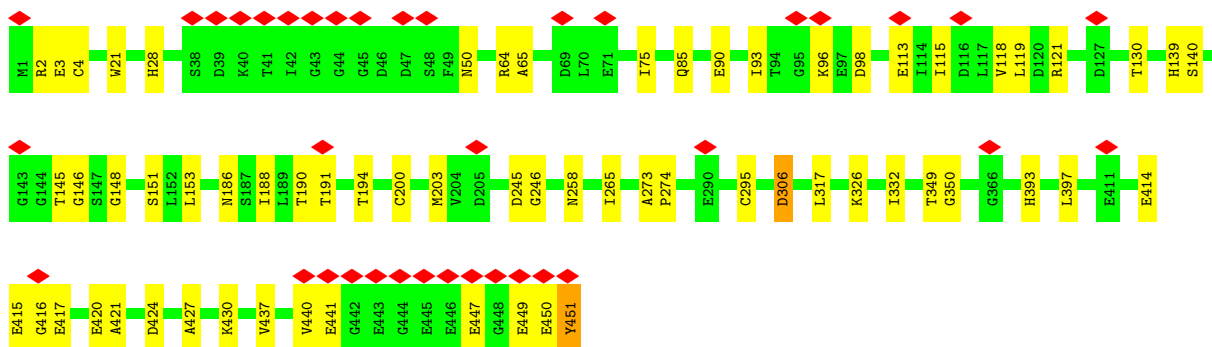 M1 R2 E3 C4 W21 H28 S38 D39 K40 T41 I42 G43 G44 G45 D46 D47 S48 F49 N50 R64 A65 D69 L70 E71 I75 Q85 E90 I93 T94 G95 K96 E97 D98 E113 I114 I115 D116 L117 V118 L119 D120 R121 D127 T130 H139 S140
G143 G144 T145 G146 S147 G148 S151 L152 L153 N186 S187 I188 L189 T190 T191 T194 C200 M203 V204 D205 D245 G246 N258 I265 A273 P274 E290 C295 D306 L317 K326 I332 T349 G350 G366 H393 L397 E411 E414
E415 G416 E417 E420 A421 D424 A427 K430 V437 V440 E441 G442 E443 G444 E445 E446 E447 G448 E449 E450 Y451